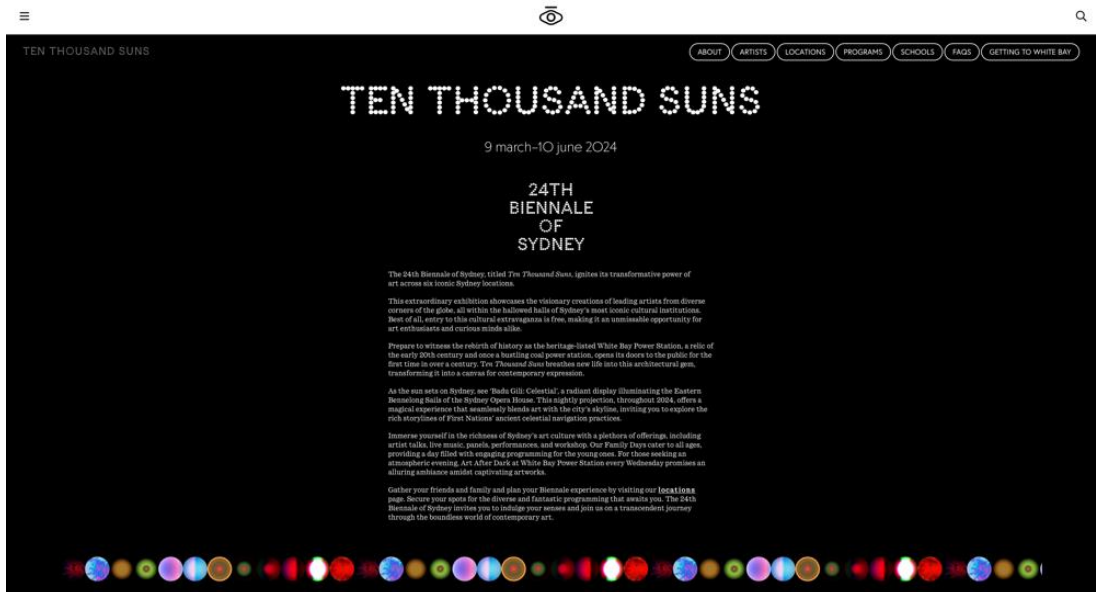 TEN THOUSAND SUNS
ABOUT
ARTISTS
LOCATIONS
PROGRAMS
SCHOOLS
FAQS
GETTING TO WHITE BAY
TEN THOUSAND SUNS
9 march–10 june 2024
24TH
BIENNALE
OF
SYDNEY
The 24th Biennale of Sydney, titled Ten Thousand Suns, ignites its transformative power of
art across six iconic Sydney locations.
This extraordinary exhibition showcases the visionary creations of leading artists from diverse
corners of the globe, all within the hallowed halls of Sydney's most iconic cultural institutions.
Best of all, entry to this cultural extravaganza is free, making it an unmissable opportunity for
art enthusiasts and curious minds alike.
Prepare to witness the rebirth of history as the heritage-listed White Bay Power Station, a relic of
the early 20th century and once a bustling coal power station, opens its doors to the public for the
first time in over a century. Ten Thousand Suns breathes new life into this architectural gem,
transforming it into a canvas for contemporary expression.
As the sun sets on Sydney, see 'Badu Gili: Celestial', a radiant display illuminating the Eastern
Bennelong Sails of the Sydney Opera House. This nightly projection, throughout 2024, offers a
magical experience that seamlessly blends art with the city's skyline, inviting you to explore the
rich storylines of First Nations' ancient celestial navigation practices.
Immerse yourself in the richness of Sydney's art culture with a plethora of offerings, including
artist talks, live music, panels, performances, and workshop. Our Family Days cater to all ages,
providing a day filled with engaging programming for the young ones. For those seeking an
atmospheric evening, Art After Dark at White Bay Power Station every Wednesday promises an
alluring ambiance amidst captivating artworks.
Gather your friends and family and plan your Biennale experience by visiting our locations
page. Secure your spots for the diverse and fantastic programming that awaits you. The 24th
Biennale of Sydney invites you to indulge your senses and join us on a transcendent journey
through the boundless world of contemporary art.